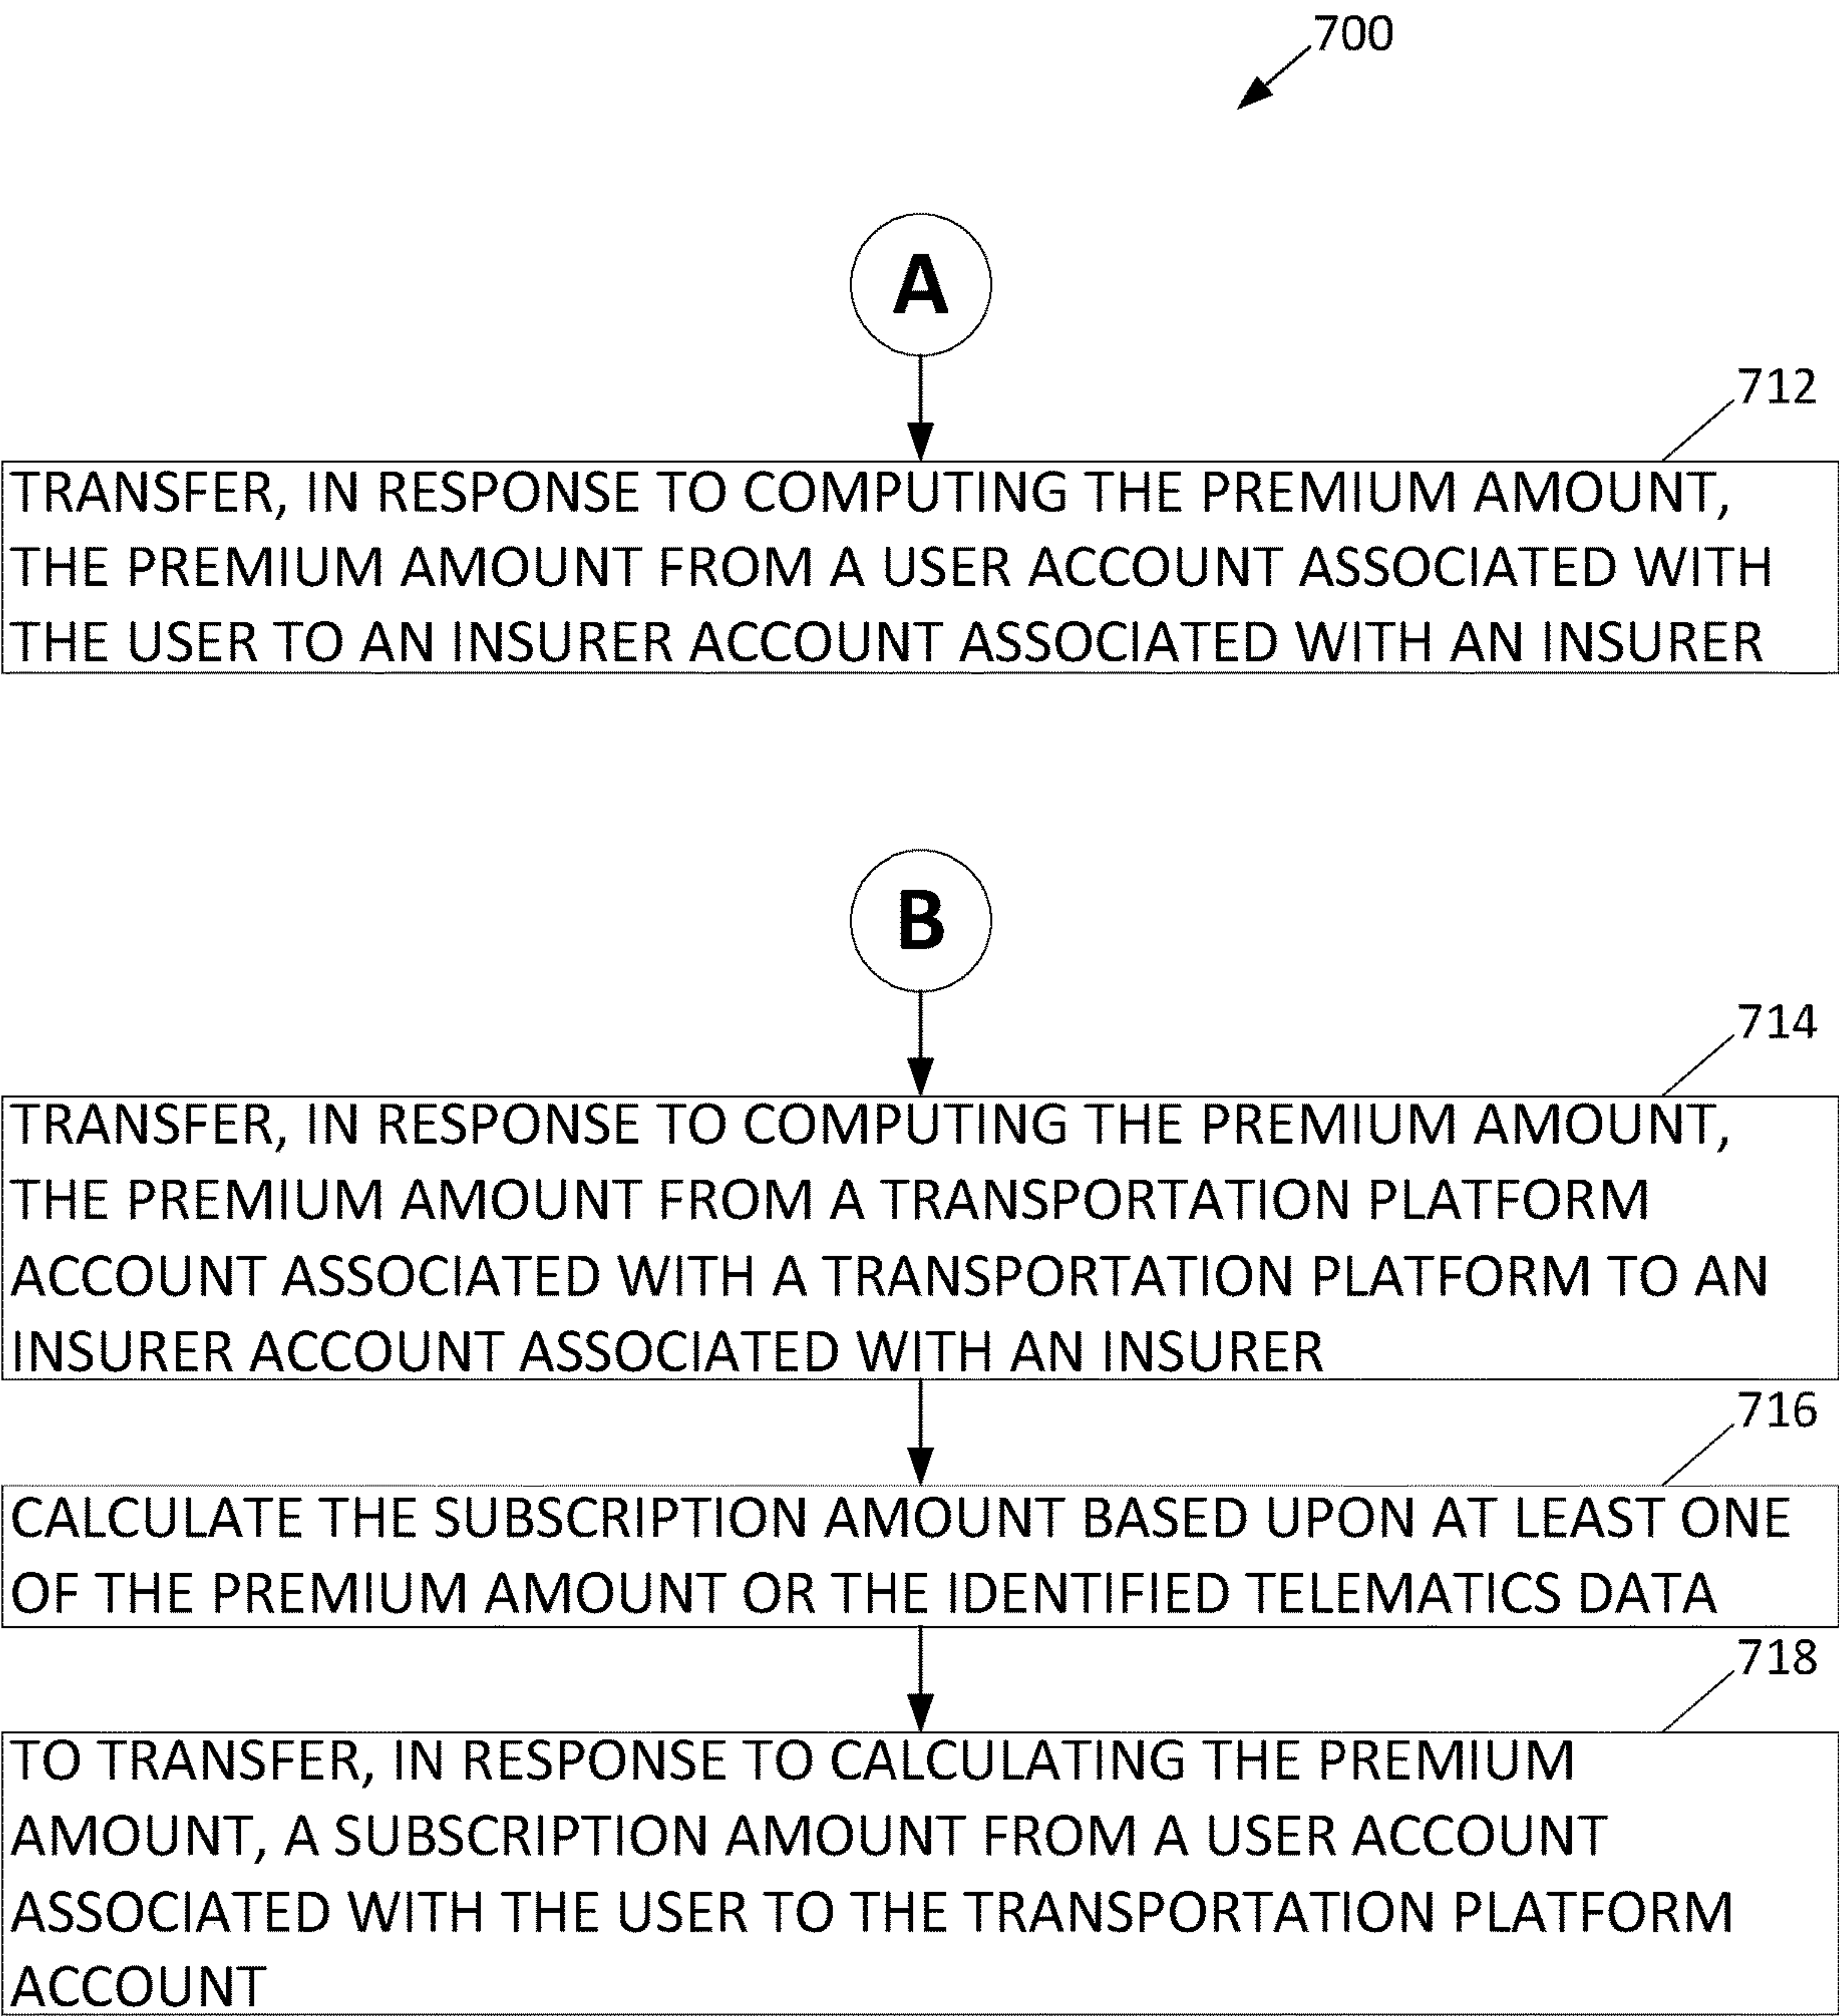 700
A
712
TRANSFER, IN RESPONSE TO COMPUTING THE PREMIUM AMOUNT,
THE PREMIUM AMOUNT FROM A USER ACCOUNT ASSOCIATED WITH
THE USER TO AN INSURER ACCOUNT ASSOCIATED WITH AN INSURER
B
714
TRANSFER, IN RESPONSE TO COMPUTING THE PREMIUM AMOUNT,
THE PREMIUM AMOUNT FROM A TRANSPORTATION PLATFORM
ACCOUNT ASSOCIATED WITH A TRANSPORTATION PLATFORM TO AN
INSURER ACCOUNT ASSOCIATED WITH AN INSURER
716
CALCULATE THE SUBSCRIPTION AMOUNT BASED UPON AT LEAST ONE
OF THE PREMIUM AMOUNT OR THE IDENTIFIED TELEMATICS DATA
718
TO TRANSFER, IN RESPONSE TO CALCULATING THE PREMIUM
AMOUNT, A SUBSCRIPTION AMOUNT FROM A USER ACCOUNT
ASSOCIATED WITH THE USER TO THE TRANSPORTATION PLATFORM
ACCOUNT